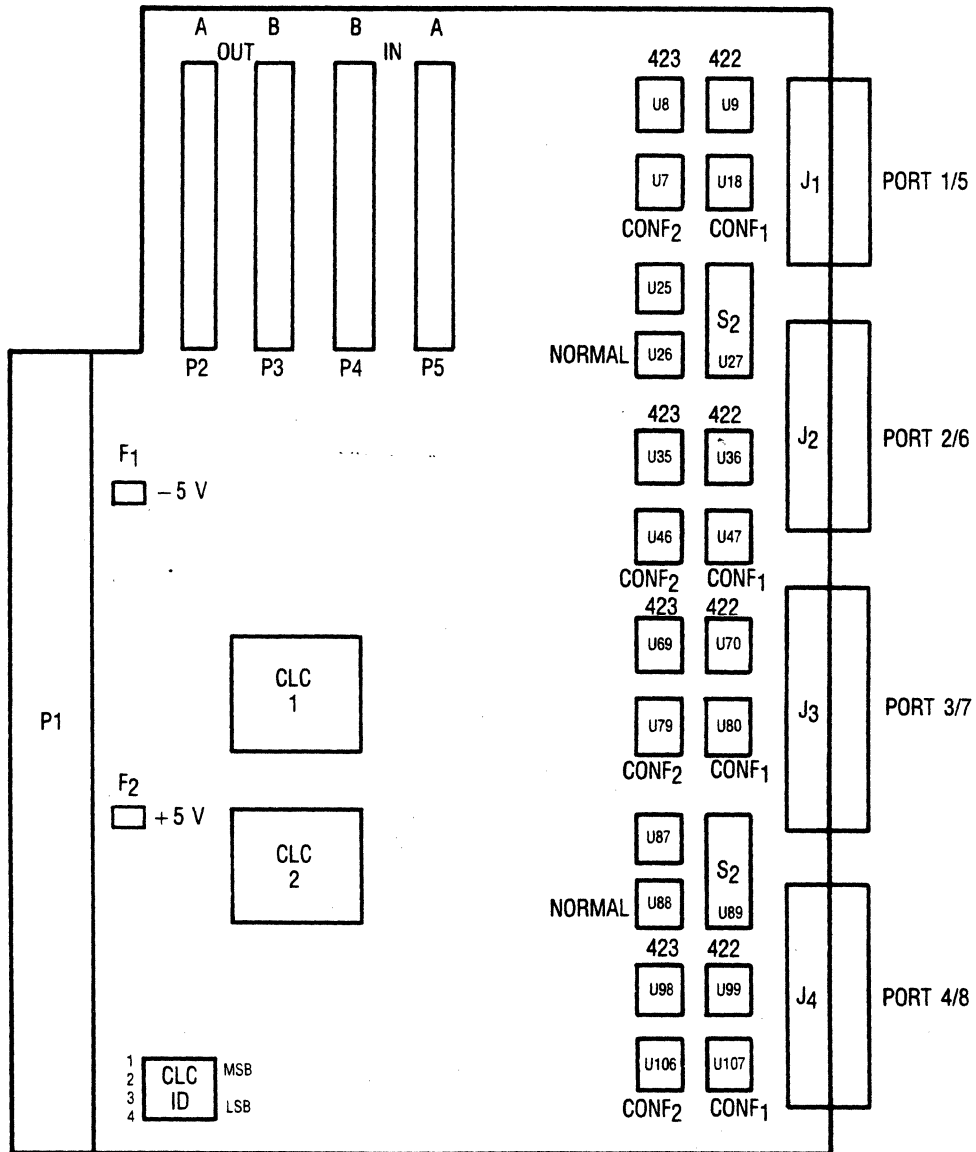 A B B A
OUT IN
423 422
U8 U9
J1 PORT 1/5
U7 U18
CONF2 CONF1
U25
S2
NORMAL U26 U27
P2 P3 P4 P5
423 422
J2 PORT 2/6
U35 U36
F1
−5 V
U46 U47
CONF2 CONF1
423 422
U69 U70
CLC
1
P1
J3 PORT 3/7
U79 U80
CONF2 CONF1
F2
+5 V
U87
CLC
2
S2
NORMAL U88 U89
423 422
U98 U99
J4 PORT 4/8
1
2
3
4
CLC
ID
MSB
LSB
U106 U107
CONF2 CONF1